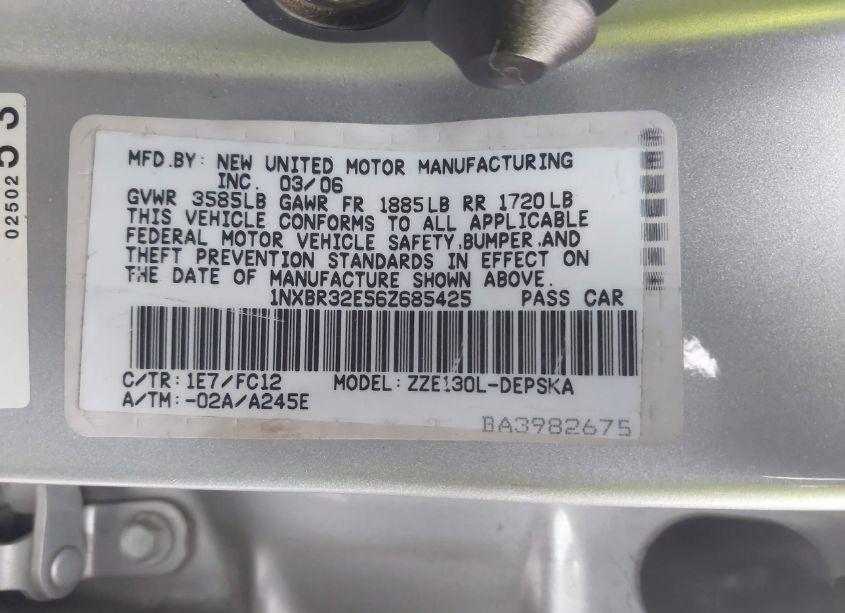 MFD.BY: NEW UNITED MOTOR MANUFACTURING
INC. 03/06
GVWR 3585LB GAWR FR 1885LB RR 1720LB
THIS VEHICLE CONFORMS TO ALL APPLICABLE
FEDERAL MOTOR VEHICLE SAFETY,BUMPER,AND
THEFT PREVENTION STANDARDS IN EFFECT ON
THE DATE OF MANUFACTURE SHOWN ABOVE.
1NXBR32E56Z685425 PASS CAR
C/TR: 1E7/FC12 MODEL: ZZE130L-DEPSKA
A/TM: -02A/A245E
BA3982675
02502
53